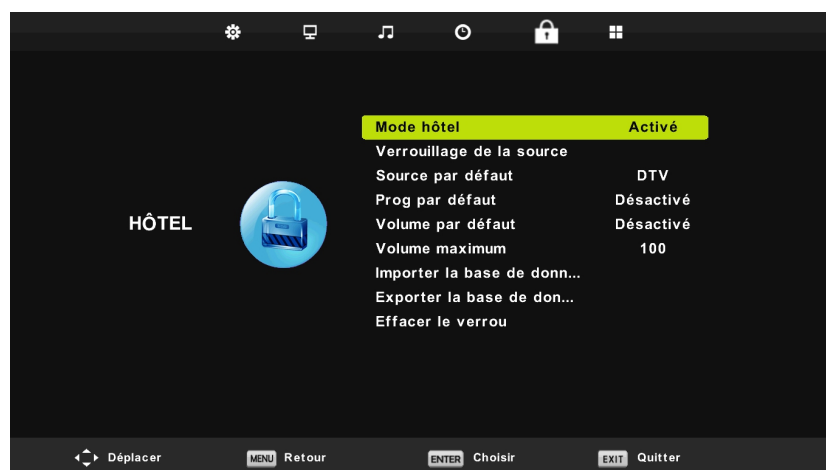 Mode hôtel Activé
Verrouillage de la source
Source par défaut DTV
Prog par défaut Désactivé
HÔTEL
Volume par défaut Désactivé
Volume maximum 100
Importer la base de donn...
Exporter la base de don...
Effacer le verrou
Déplacer MENU Retour ENTER Choisir EXIT Quitter